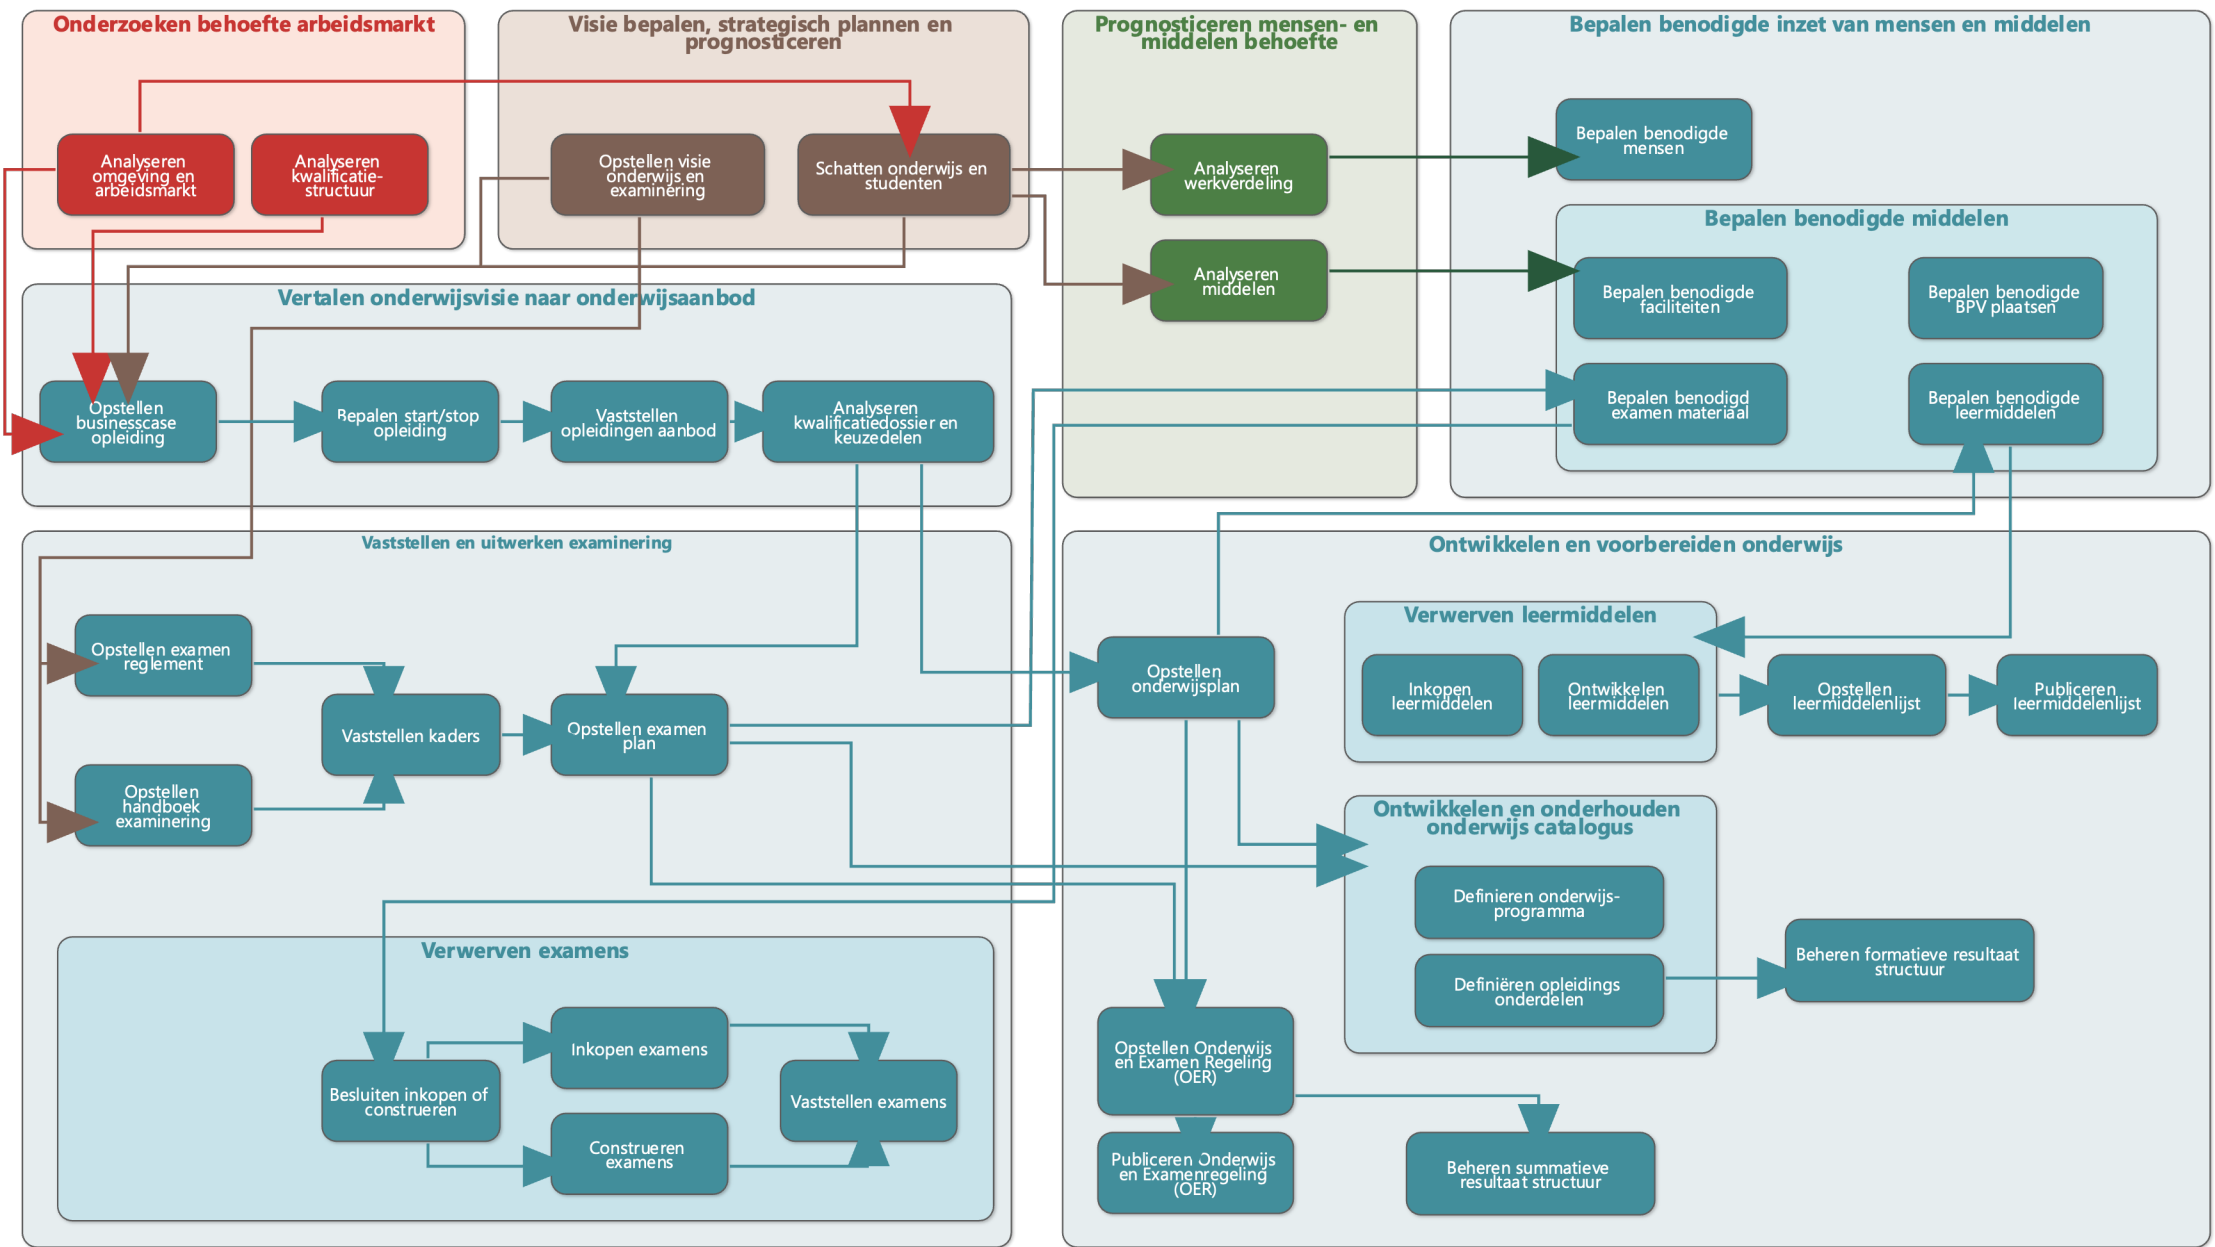 Onderzoeken behoefte arbeidsmarkt
Analyseren
omgeving en
arbeidsmarkt
Analyseren
kwalificatie-
structuur
Visie bepalen, strategisch plannen en
prognosticeren
Opstellen visie
onderwijs en
examinering
Schatten onderwijs en
studenten
Prognosticeren mensen- en
middelen behoefte
Analyseren
werkverdeling
Analyseren
middelen
Bepalen benodigde inzet van mensen en middelen
Bepalen benodigde
mensen
Bepalen benodigde middelen
Bepalen benodigde
faciliteiten
Bepalen benodigde
BPV plaatsen
Bepalen benodigd
examen materiaal
Bepalen benodigde
leermiddelen
Vertalen onderwijsvisie naar onderwijsaanbod
Opstellen
businesscase
opleiding
Bepalen start/stop
opleiding
Vaststellen
opleidingen aanbod
Analyseren
kwalificatiedossier en
keuzedelen
Vaststellen en uitwerken examinering
Opstellen examen
reglement
Opstellen
handboek
examinering
Vaststellen kaders
Opstellen examen
plan
Verwerven examens
Besluiten inkopen of
construeren
Inkopen examens
Construeren
examens
Vaststellen examens
Ontwikkelen en voorbereiden onderwijs
Opstellen
onderwijsplan
Verwerven leermiddelen
Inkopen
leermiddelen
Ontwikkelen
leermiddelen
Opstellen
leermiddelenlijst
Publiceren
leermiddelenlijst
Ontwikkelen en onderhouden
onderwijs catalogus
Definieren onderwijs-
programma
Definiëren opleidings
onderdelen
Beheren formatieve resultaat
structuur
Opstellen Onderwijs
en Examen Regeling
(OER)
Publiceren Onderwijs
en Examenregeling
(OER)
Beheren summatieve
resultaat structuur